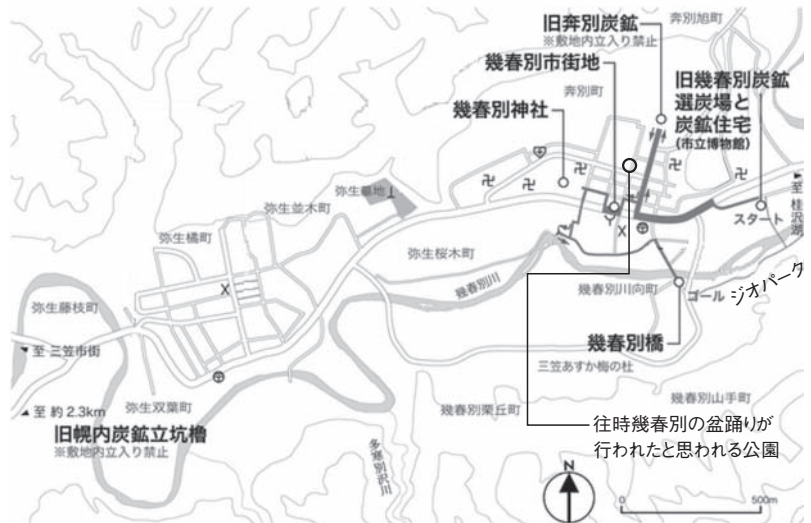 旧奔別炭鉱
※敷地内立入り禁止
奔別旭町
幾春別市街地
奔別町
旧幾春別炭鉱
選炭場と
炭鉱住宅
(市立博物館)
幾春別神社
至 桂沢湖
スタート
弥生墓地
弥生並木町
弥生橘町
弥生桜木町
幾春別川
幾春別川向町
ゴール
ジオパーク
弥生藤枝町
幾春別橋
至 三笠市街
三笠あすか梅の杜
弥生双葉町
至 約2.3km
旧幌内炭鉱立坑櫓
※敷地内立入り禁止
幾春別栗丘町
幾春別山手町
多寒別沢川
往時幾春別の盆踊りが
行われたと思われる公園
N
0 500m